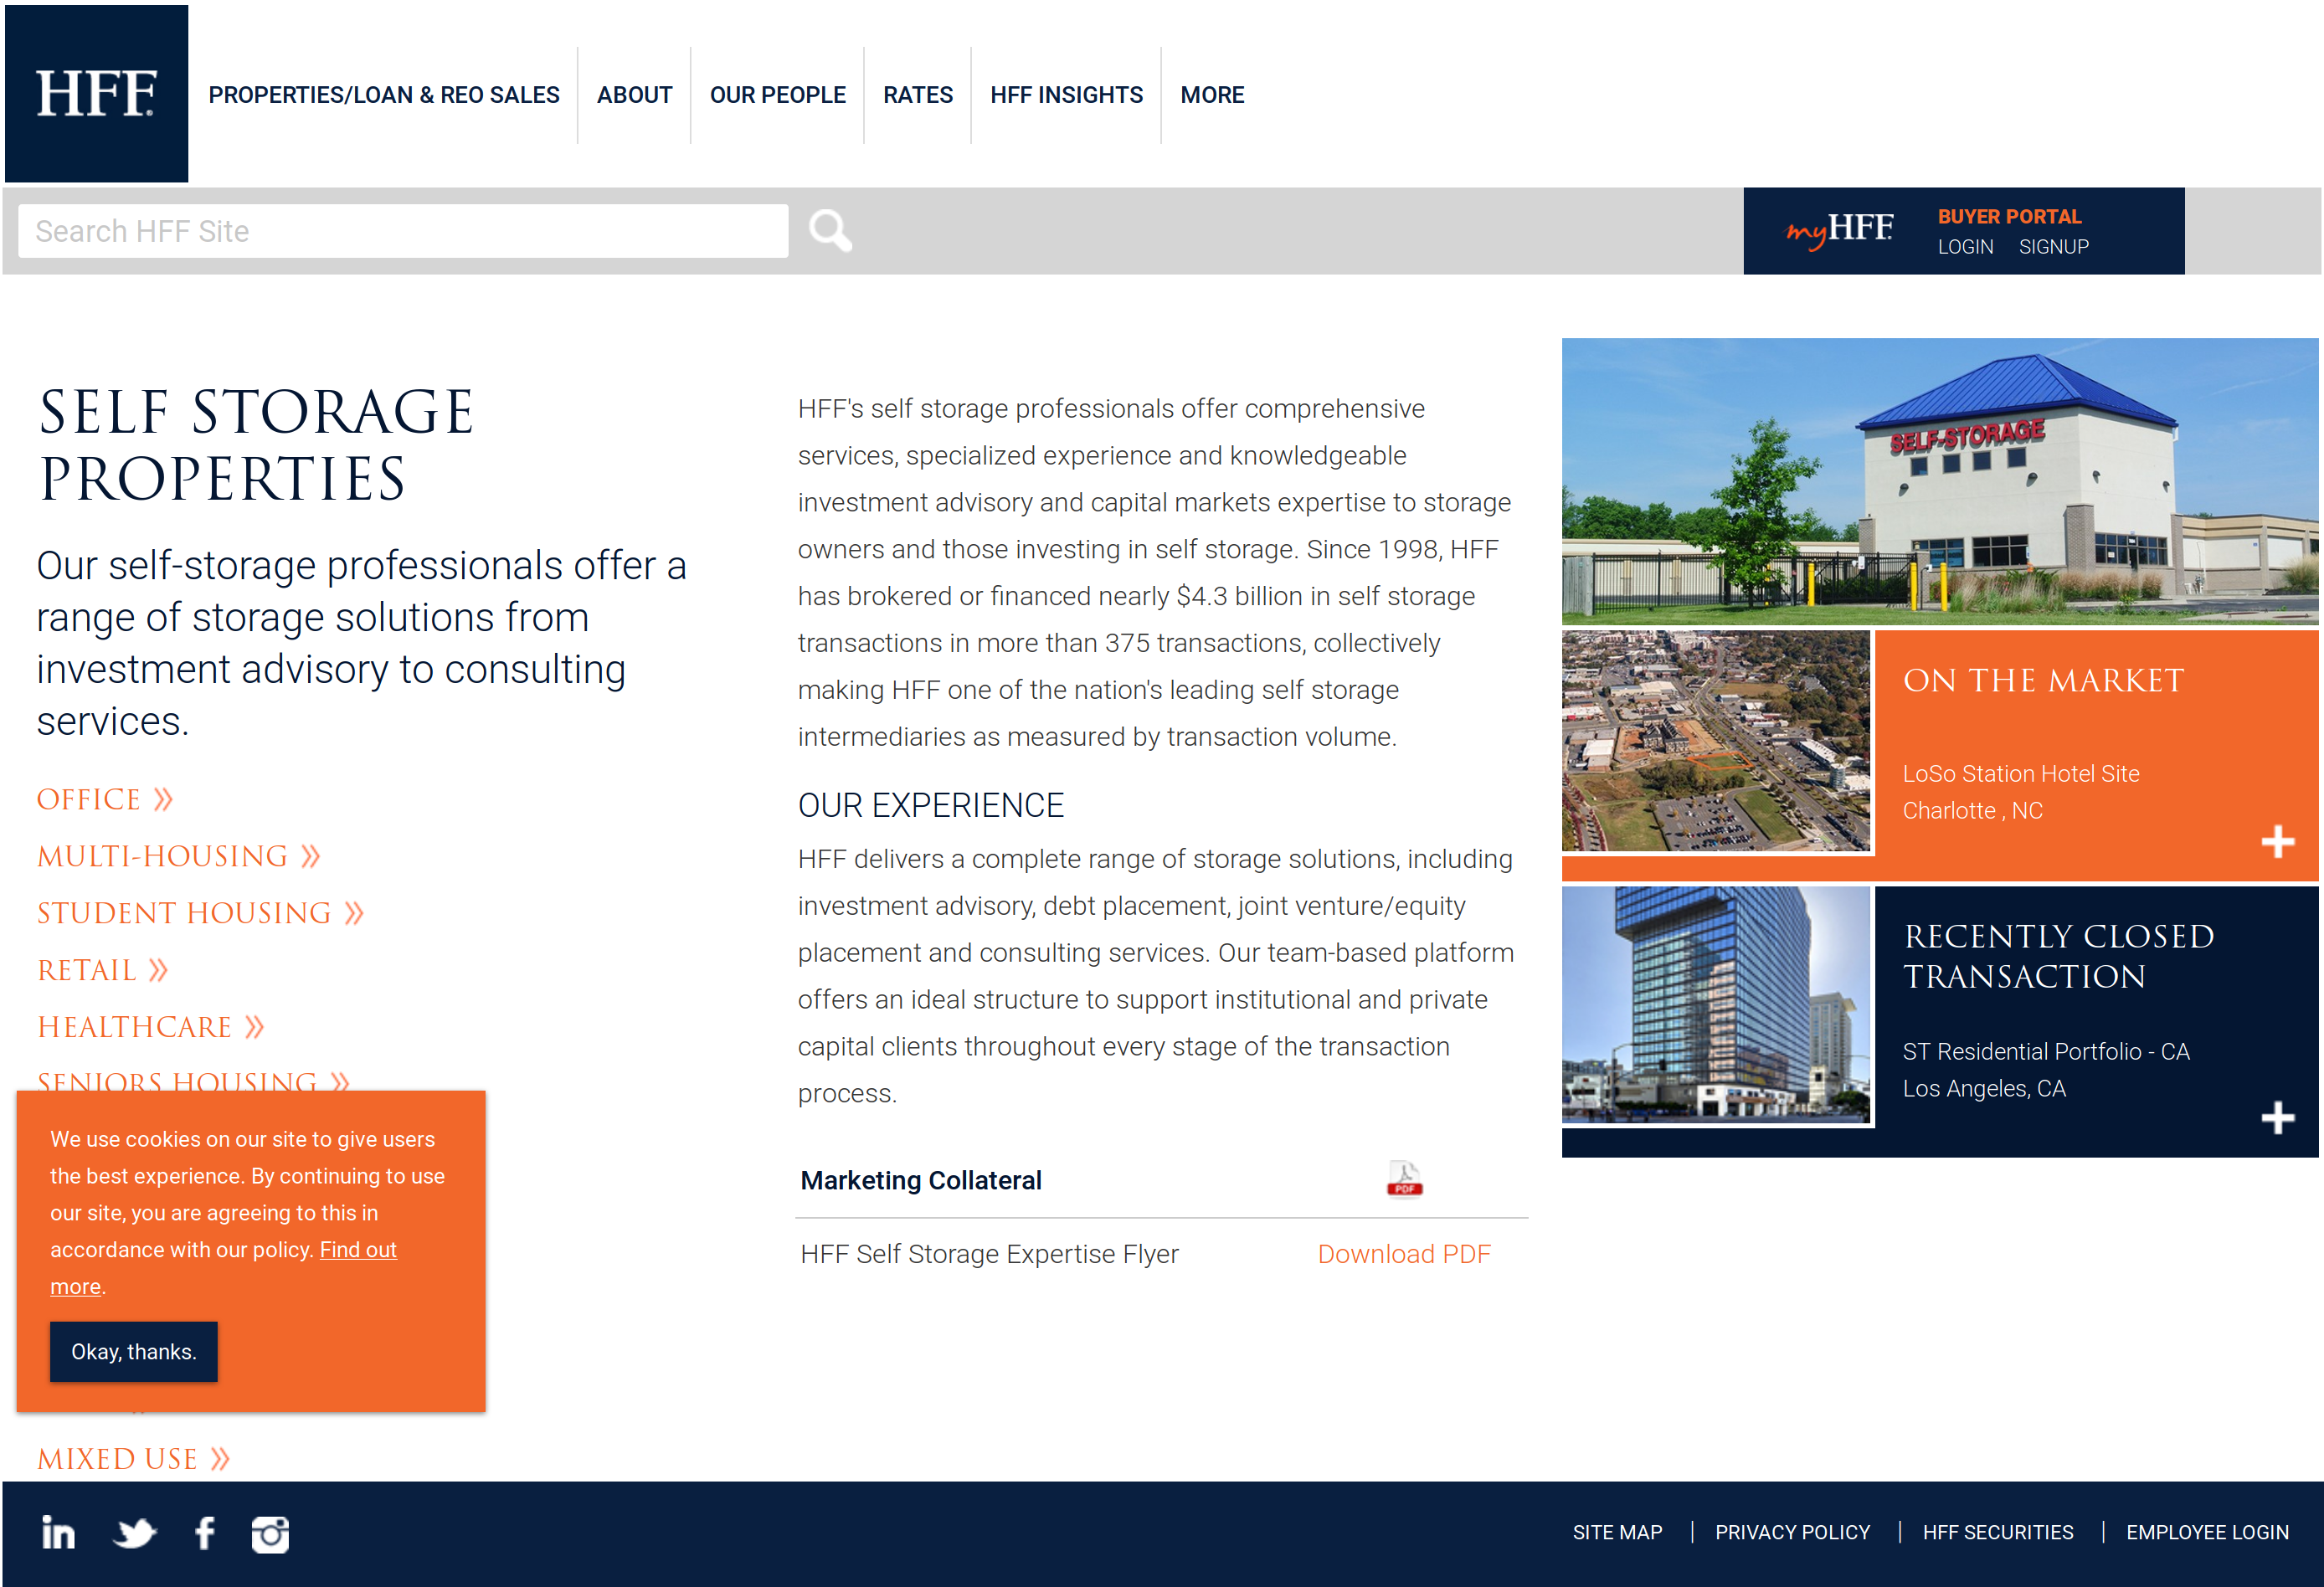 HFF
PROPERTIES/LOAN & REO SALES
ABOUT
OUR PEOPLE
RATES
HFF INSIGHTS
MORE
Search HFF Site
myHFF
BUYER PORTAL
LOGIN SIGNUP
SELF STORAGE
PROPERTIES
Our self-storage professionals offer a
range of storage solutions from
investment advisory to consulting
services.
OFFICE
MULTI-HOUSING
STUDENT HOUSING
RETAIL
HEALTHCARE
SENIORS HOUSING
We use cookies on our site to give users
the best experience. By continuing to use
our site, you are agreeing to this in
accordance with our policy. Find out
more.
Okay, thanks.
MIXED USE
HFF's self storage professionals offer comprehensive
services, specialized experience and knowledgeable
investment advisory and capital markets expertise to storage
owners and those investing in self storage. Since 1998, HFF
has brokered or financed nearly $4.3 billion in self storage
transactions in more than 375 transactions, collectively
making HFF one of the nation's leading self storage
intermediaries as measured by transaction volume.
OUR EXPERIENCE
HFF delivers a complete range of storage solutions, including
investment advisory, debt placement, joint venture/equity
placement and consulting services. Our team-based platform
offers an ideal structure to support institutional and private
capital clients throughout every stage of the transaction
process.
Marketing Collateral
PDF
HFF Self Storage Expertise Flyer
Download PDF
SELF-STORAGE
ON THE MARKET
LoSo Station Hotel Site
Charlotte , NC
RECENTLY CLOSED
TRANSACTION
ST Residential Portfolio - CA
Los Angeles, CA
SITE MAP
PRIVACY POLICY
HFF SECURITIES
EMPLOYEE LOGIN